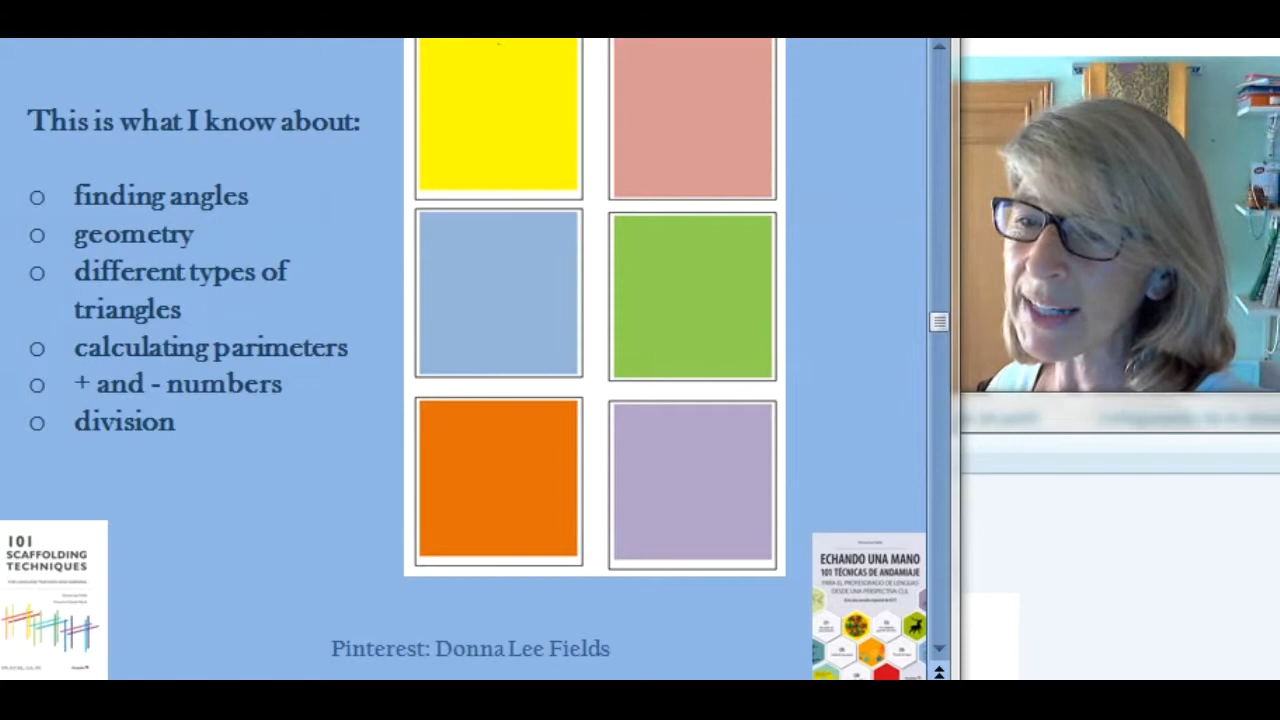 This is what I know about:
o finding angles
o geometry
o different types of
triangles
o calculating parimeters
o + and - numbers
o division
101
SCAFFOLDING
TECHNIQUES
ECHANDO UNA MANO
101 TÉCNICAS DE ANDAMIAJE
PARA EL PROFESORADO DE LENGUAS
DESDE UNA PERSPECTIVA CLIL
Pinterest: Donna Lee Fields